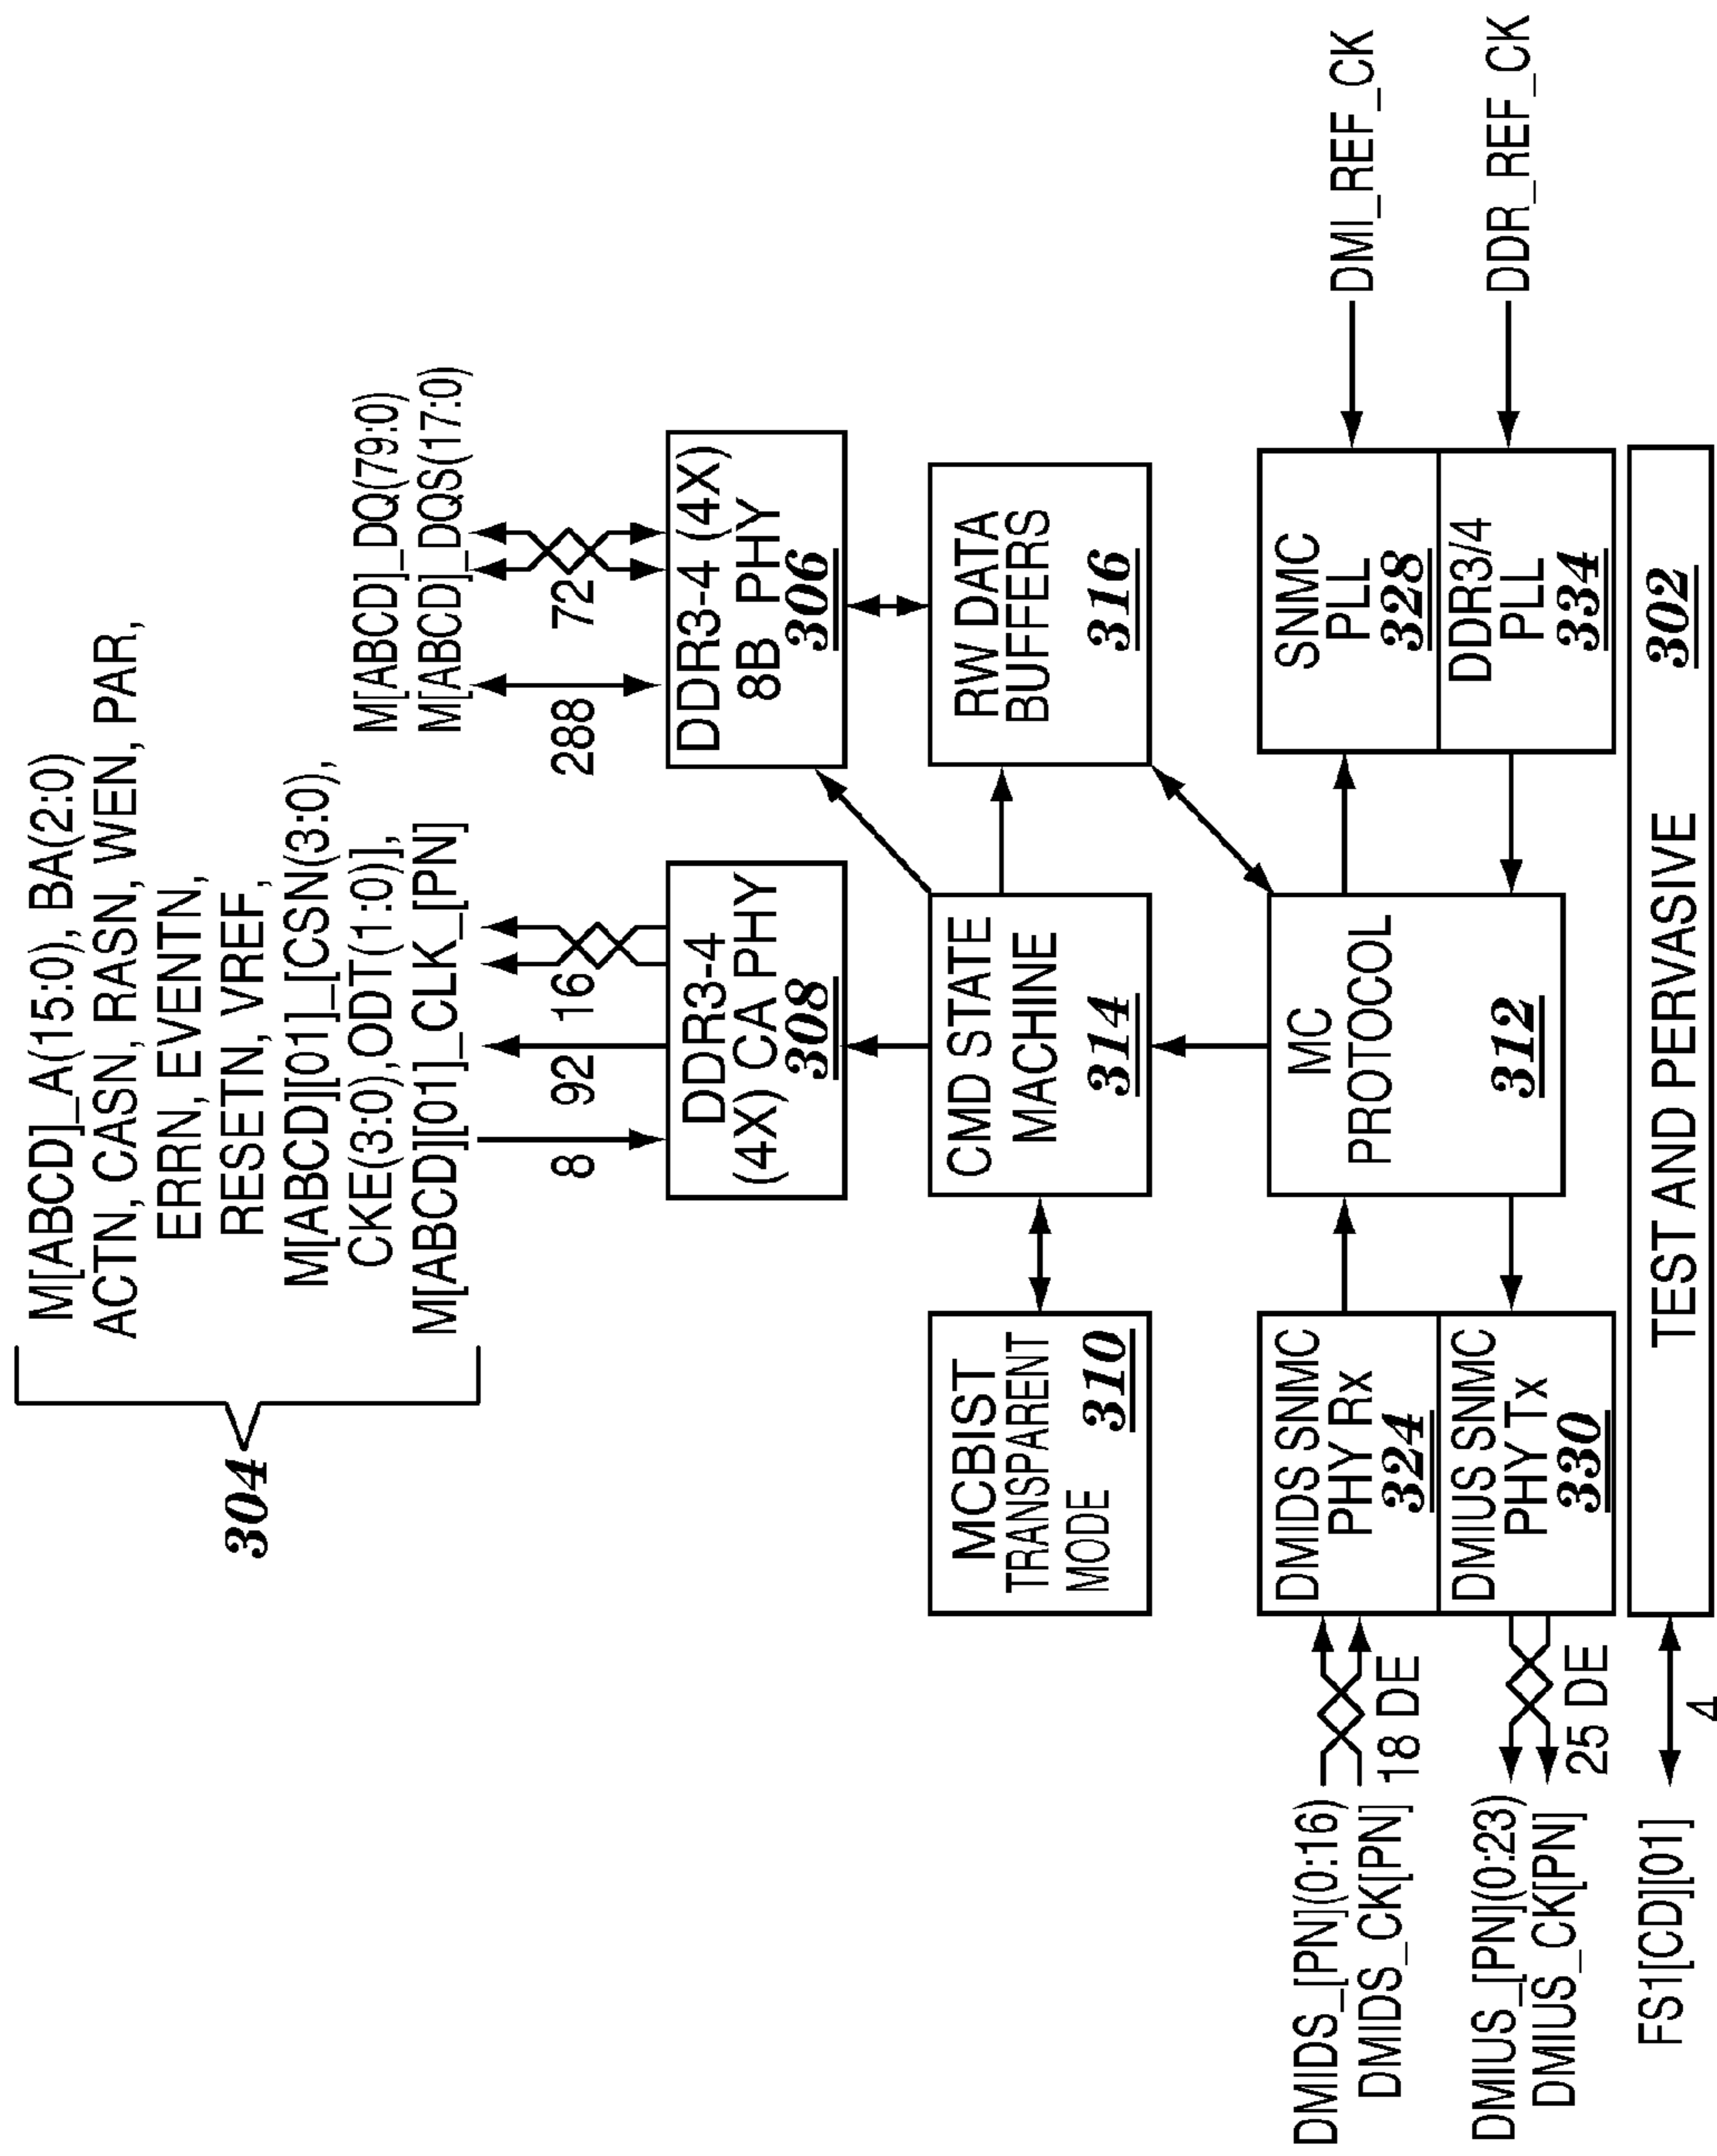 M[ABCD]_A(15:0), BA(2:0)
ACTN, CASN, RASN, WEN, PAR,
ERRN, EVENTN,
RESETN, VREF,
M[ABCD][01]_[CSN(3:0),
CKE(3:0),ODT(1:0)],
M[ABCD][01]_CLK_[PN]
304
M[ABCD]_DQ(79:0)
M[ABCD]_DQS(17:0)
8
92
16
288
72
DDR3-4
(4X) CA PHY
308
DDR3-4 (4X)
8B PHY
306
MCBIST
TRANSPARENT
MODE
310
CMD STATE
MACHINE
314
RW DATA
BUFFERS
316
DMIDS_[PN](0:16)
DMIDS_CK[PN]
18 DE
DMIDS SNMC
PHY Rx
324
MC
PROTOCOL
312
SNMC
PLL
328
DMI_REF_CK
DMIUS_[PN](0:23)
DMIUS_CK[PN]
25 DE
DMIUS SNMC
PHY Tx
330
DDR3/4
PLL
334
DDR_REF_CK
FS1[CD][01]
4
TEST AND PERVASIVE
302